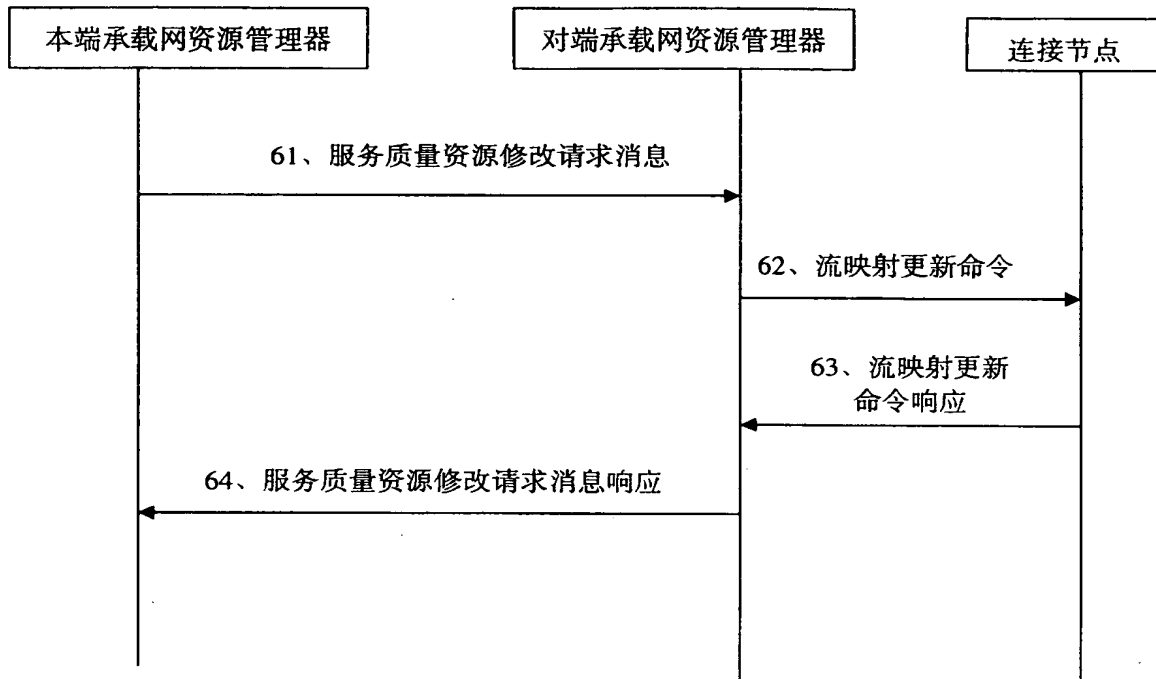 本端承载网资源管理器
对端承载网资源管理器
连接节点
61、服务质量资源修改请求消息
62、流映射更新命令
63、流映射更新
命令响应
64、服务质量资源修改请求消息响应